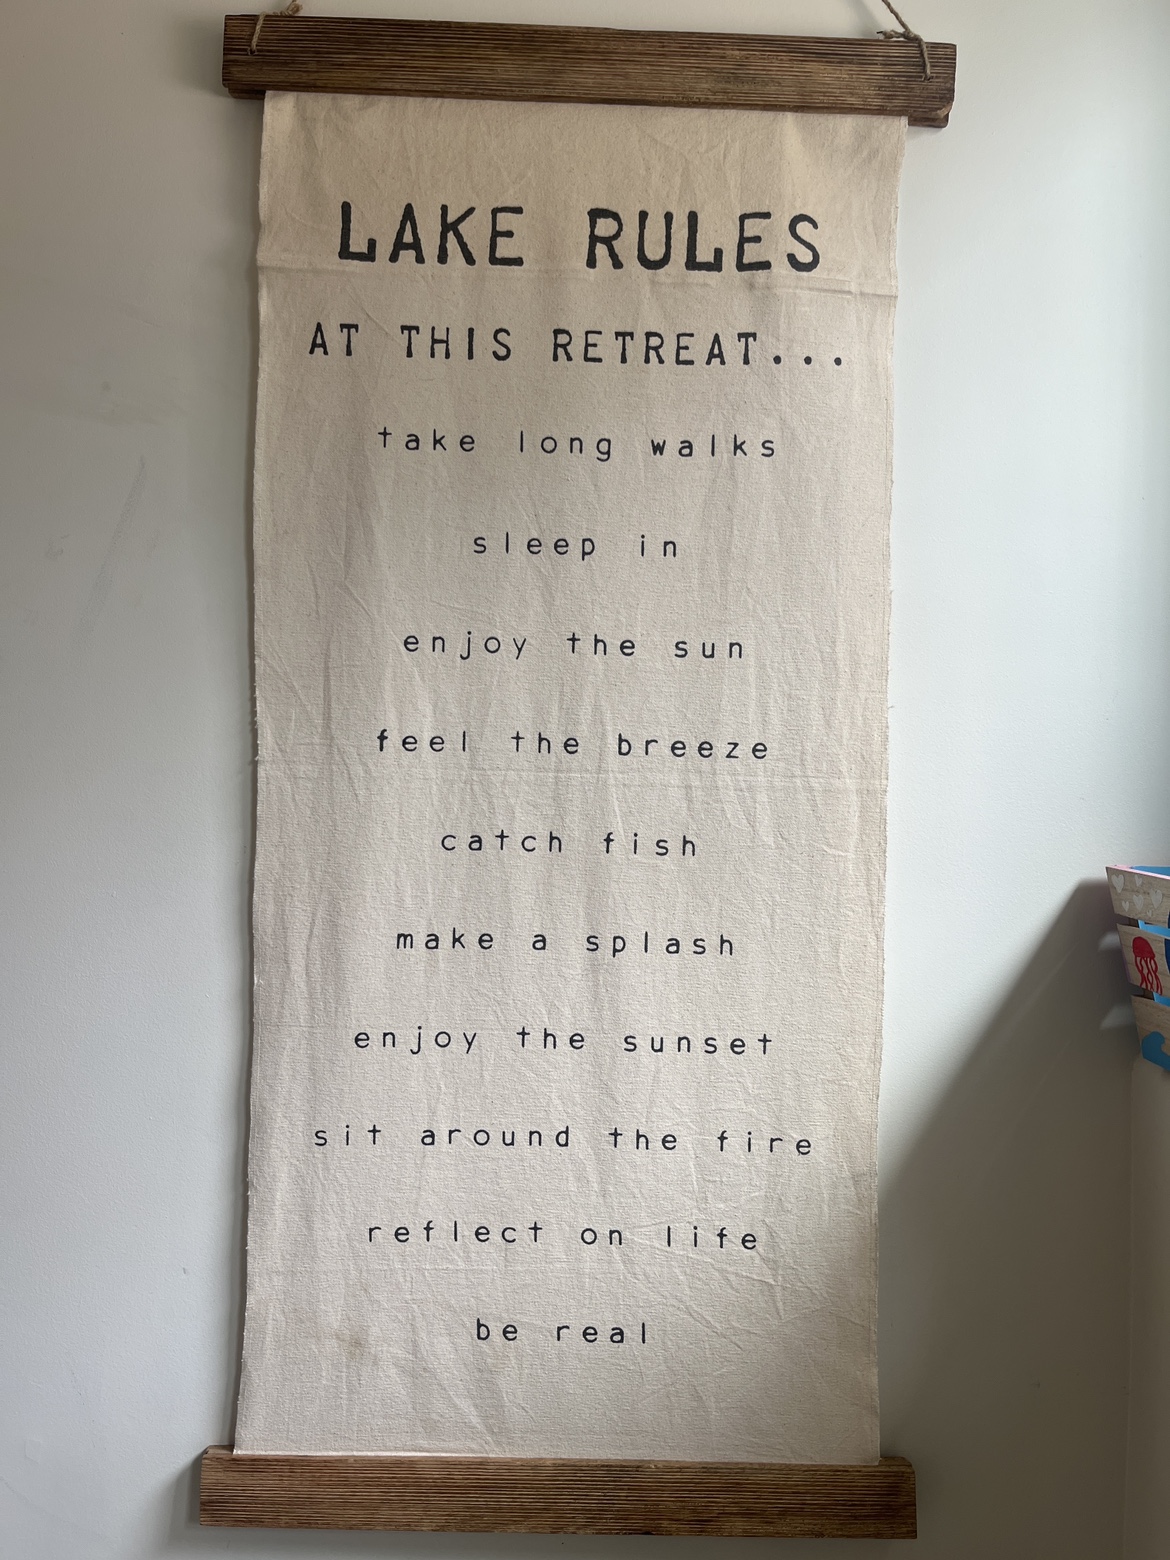 LAKE RULES
AT THIS RETREAT...
take long walks
sleep in
enjoy the sun
feel the breeze
catch fish
make a splash
enjoy the sunset
sit around the fire
reflect on life
be real